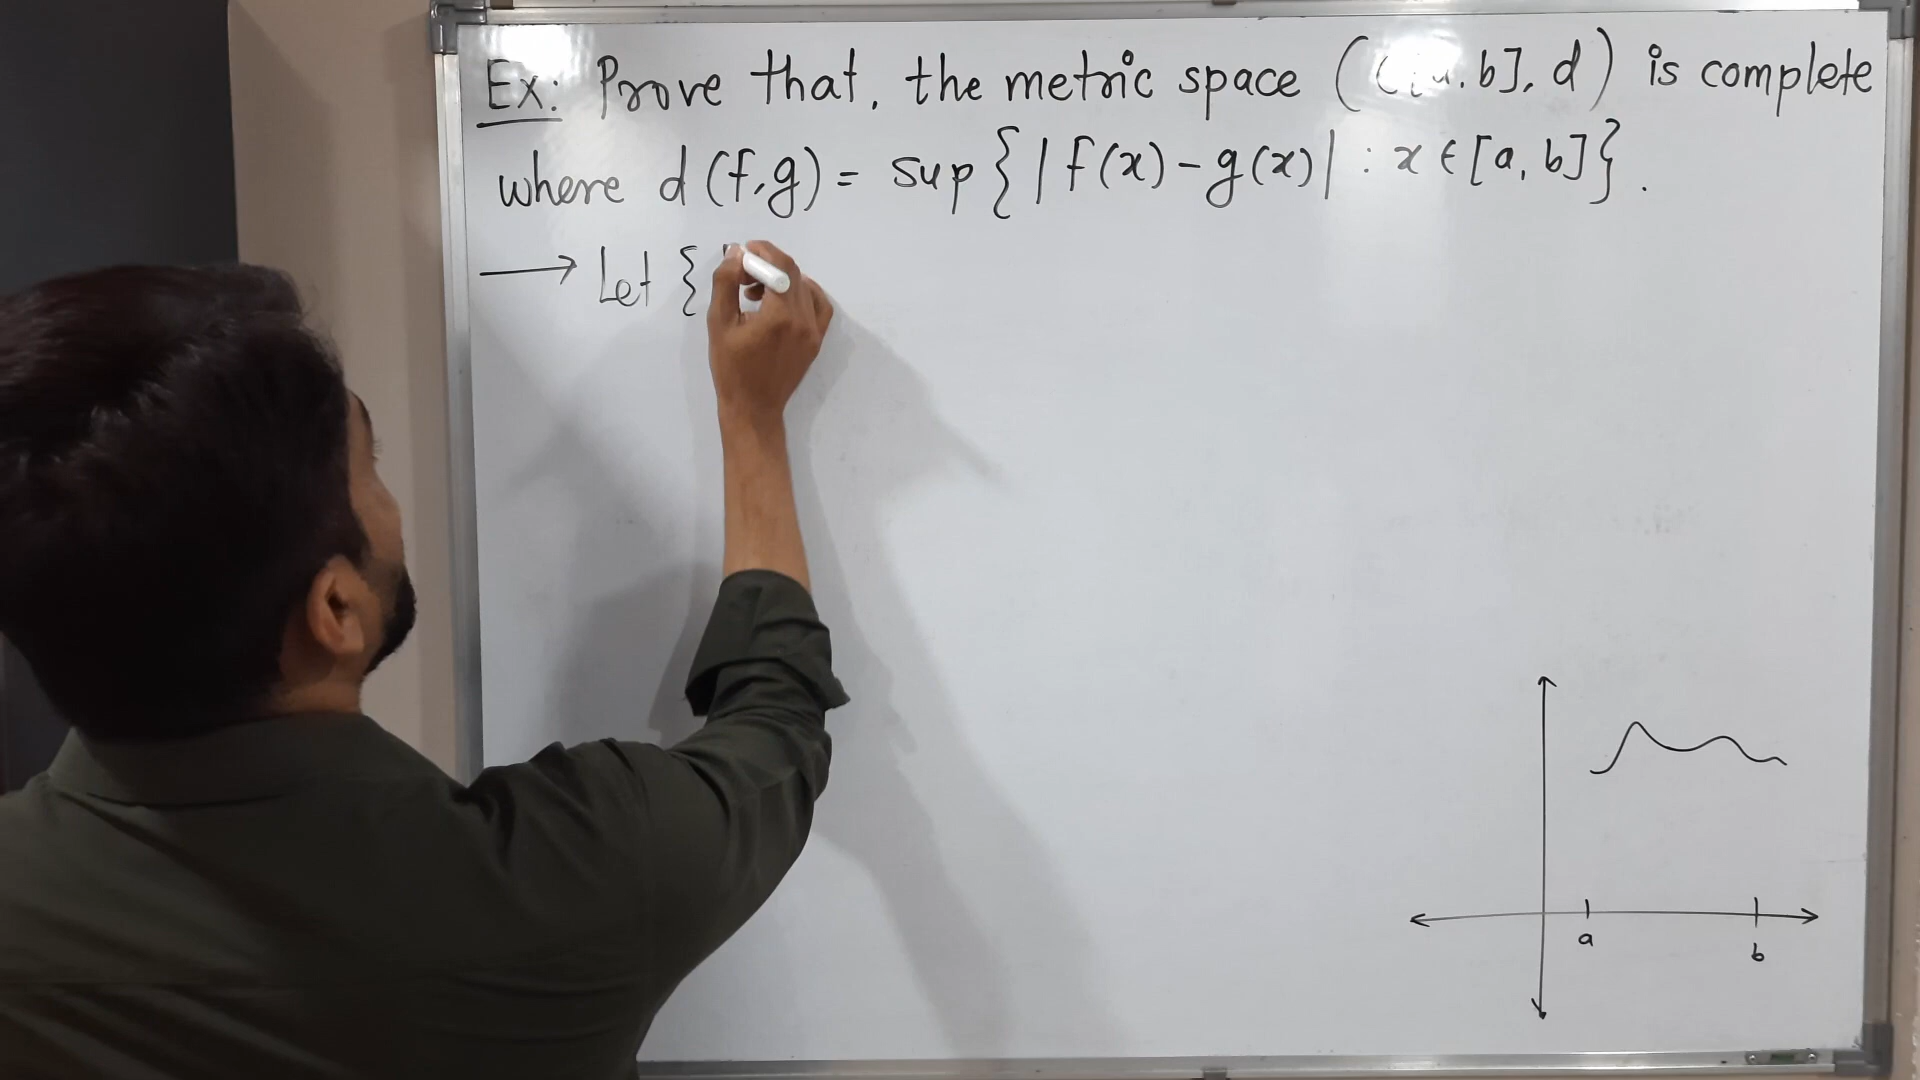 Ex: Prove that, the metric space (C[a,b], d) is complete
where d(f,g) = sup{|f(x)-g(x)| : x ∈ [a, b]}.
→ Let {
a
b